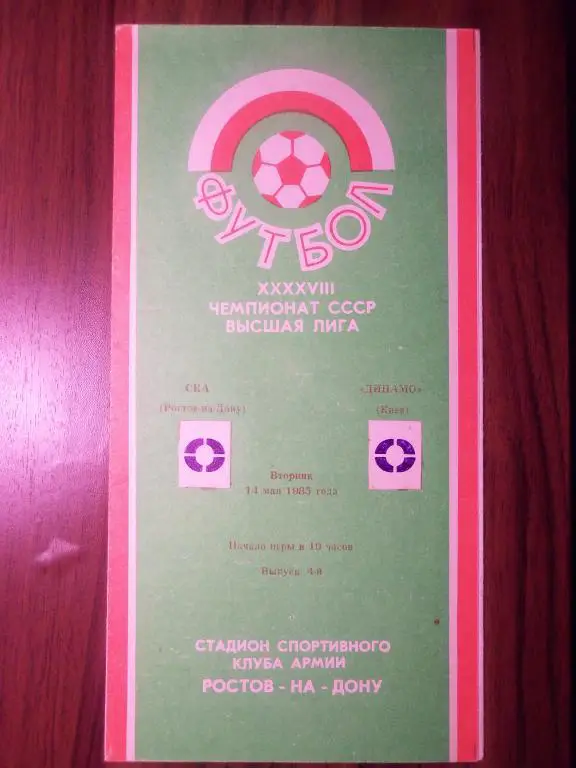 ФУТБОЛ
XXXXVIII
ЧЕМПИОНАТ СССР
ВЫСШАЯ ЛИГА
СКА
(Ростов-на-Дону)
«ДИНАМО»
(Киев)
Вторник
14 мая 1985 года
Начало игры в 19 часов
Выпуск 4-й
СТАДИОН СПОРТИВНОГО
КЛУБА АРМИИ
РОСТОВ - НА - ДОНУ